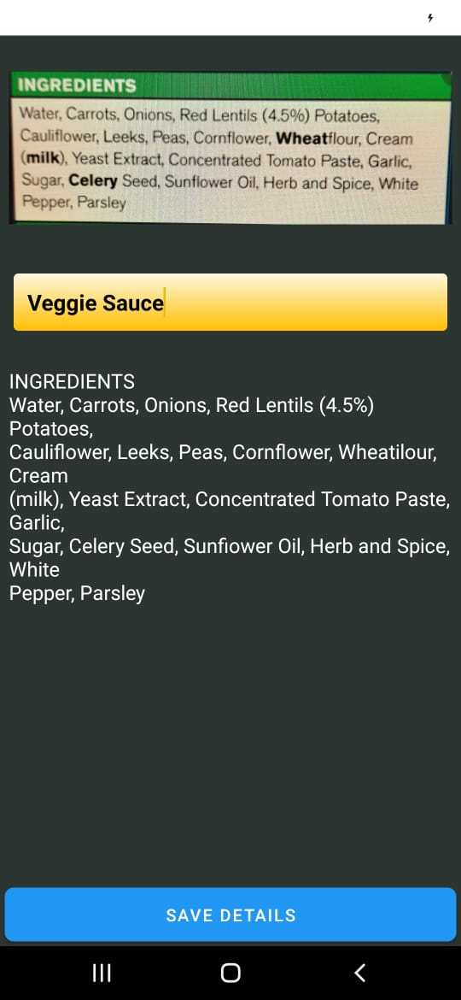 INGREDIENTS
Water, Carrots, Onions, Red Lentils (4.5%) Potatoes,
Cauliflower, Leeks, Peas, Cornflower, Wheatflour, Cream
(milk), Yeast Extract, Concentrated Tomato Paste, Garlic,
Sugar, Celery Seed, Sunflower Oil, Herb and Spice, White
Pepper, Parsley
Veggie Sauce
INGREDIENTS
Water, Carrots, Onions, Red Lentils (4.5%)
Potatoes,
Cauliflower, Leeks, Peas, Cornflower, Wheatilour,
Cream
(milk), Yeast Extract, Concentrated Tomato Paste,
Garlic,
Sugar, Celery Seed, Sunfiower Oil, Herb and Spice,
White
Pepper, Parsley
SAVE DETAILS